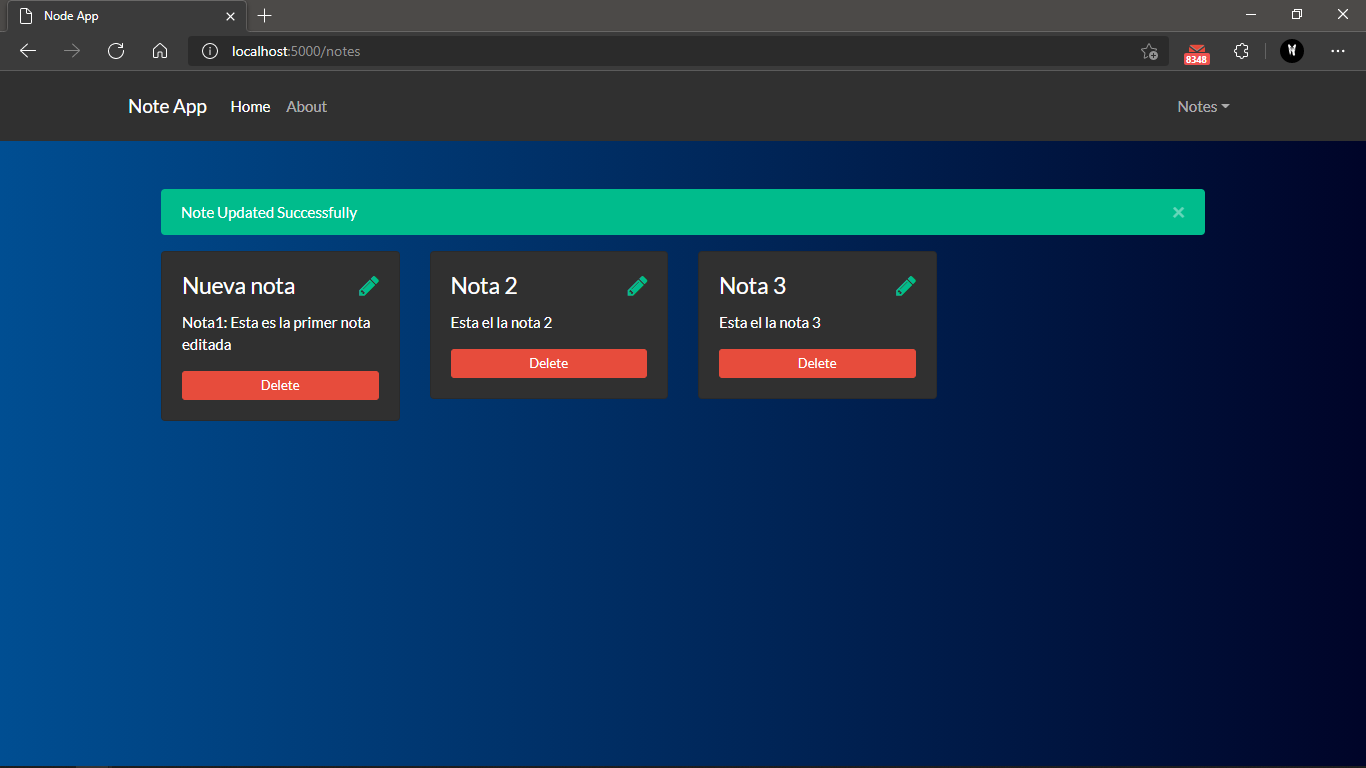 Node App
localhost:5000/notes
8348
Note App Home About Notes
Note Updated Successfully ×
Nueva nota
Nota1: Esta es la primer nota
editada
Delete
Nota 2
Esta el la nota 2
Delete
Nota 3
Esta el la nota 3
Delete